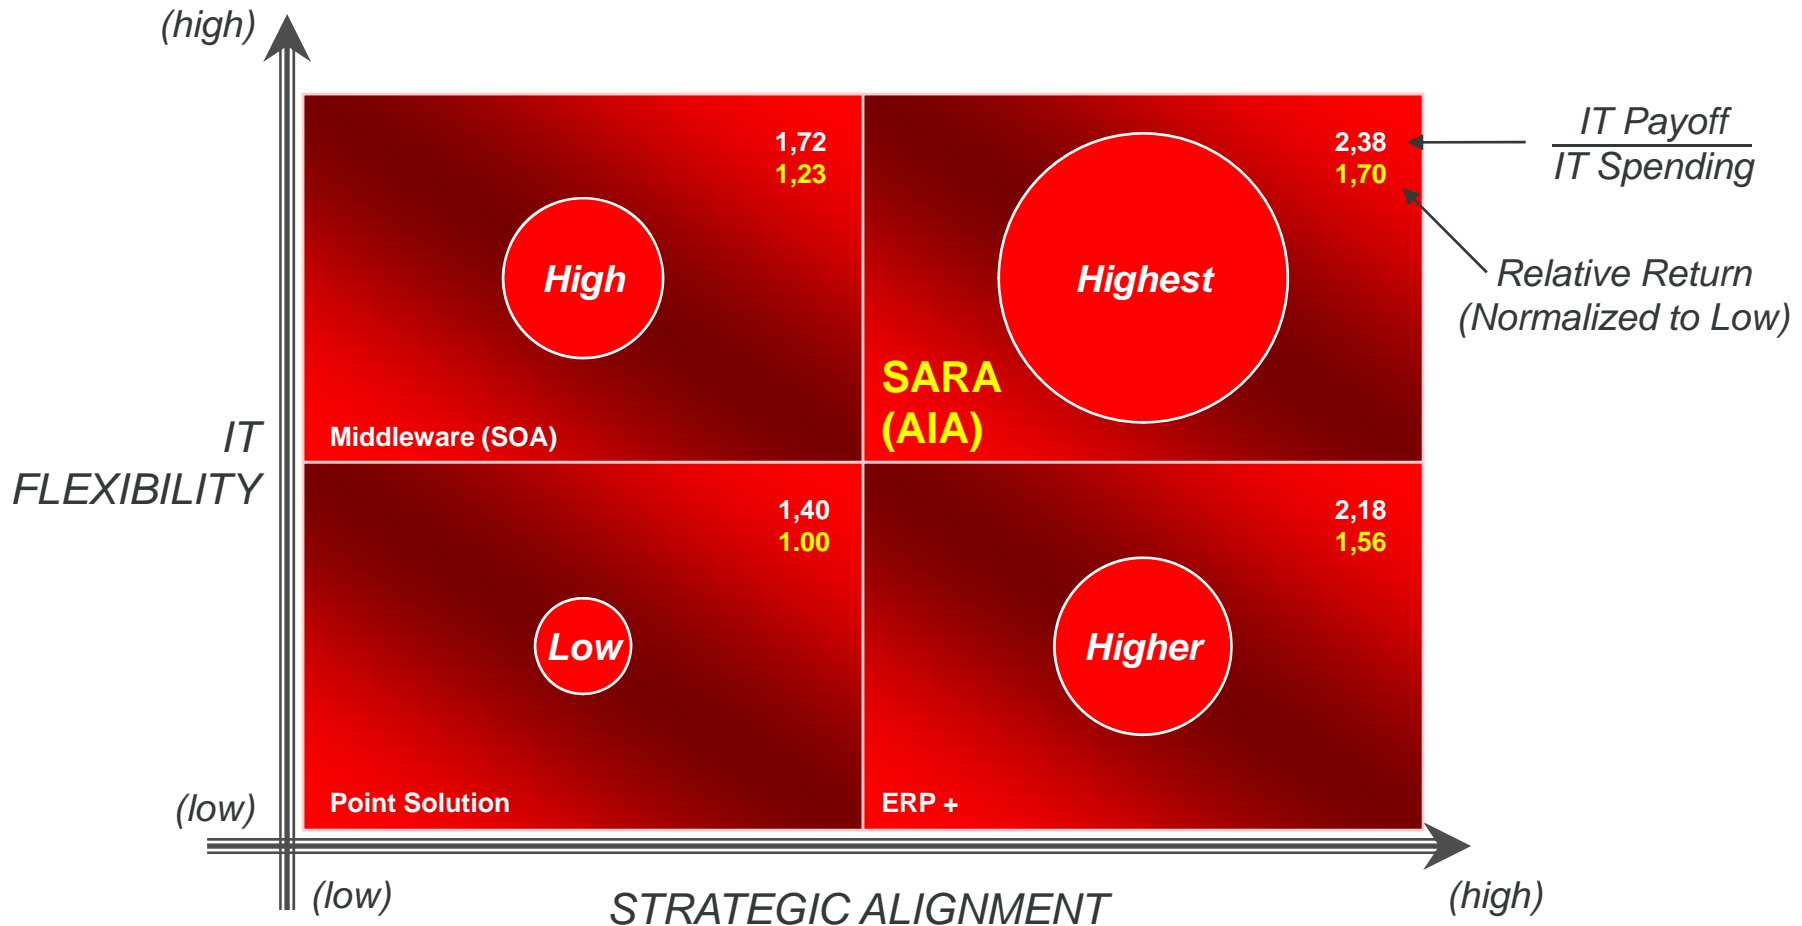 (high)
1,72
1,23
High
Middleware (SOA)
2,38
1,70
Highest
SARA
(AIA)
IT Payoff
IT Spending
Relative Return
(Normalized to Low)
IT
FLEXIBILITY
1,40
1.00
Low
Point Solution
2,18
1,56
Higher
ERP +
(low)
(low)
STRATEGIC ALIGNMENT
(high)